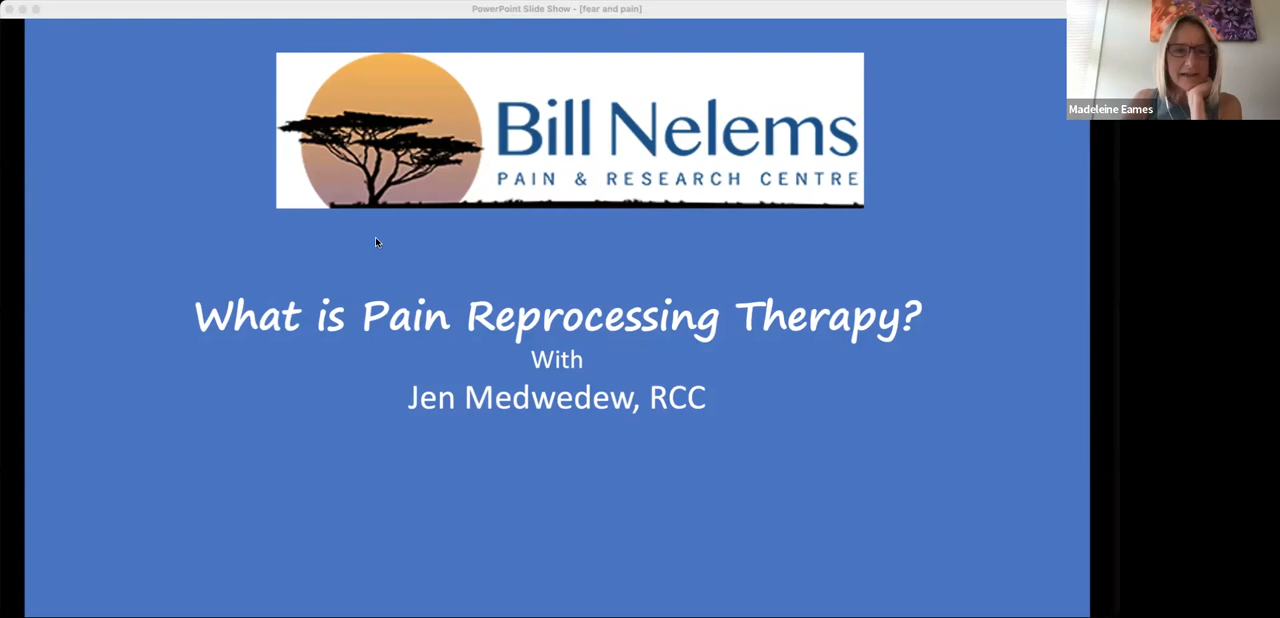 PowerPoint Slide Show - [fear and pain]
Madeleine Eames
Bill Nelems
PAIN & RESEARCH CENTRE
What is Pain Reprocessing Therapy?
With
Jen Medwedew, RCC